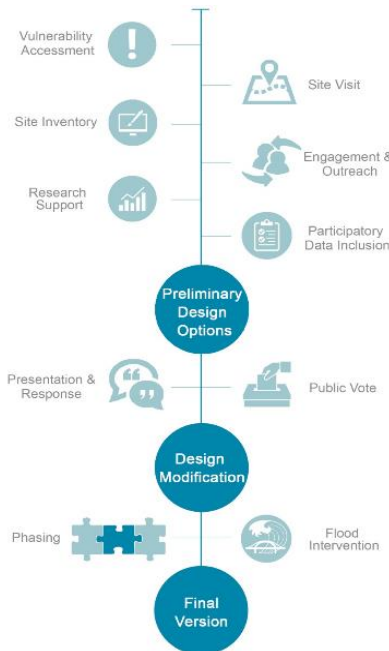 Vulnerability
Assessment
Site Visit
Site Inventory
Engagement &
Outreach
Research
Support
Participatory
Data Inclusion
Preliminary
Design
Options
Presentation &
Response
Public Vote
Design
Modification
Phasing
Flood
Intervention
Final
Version